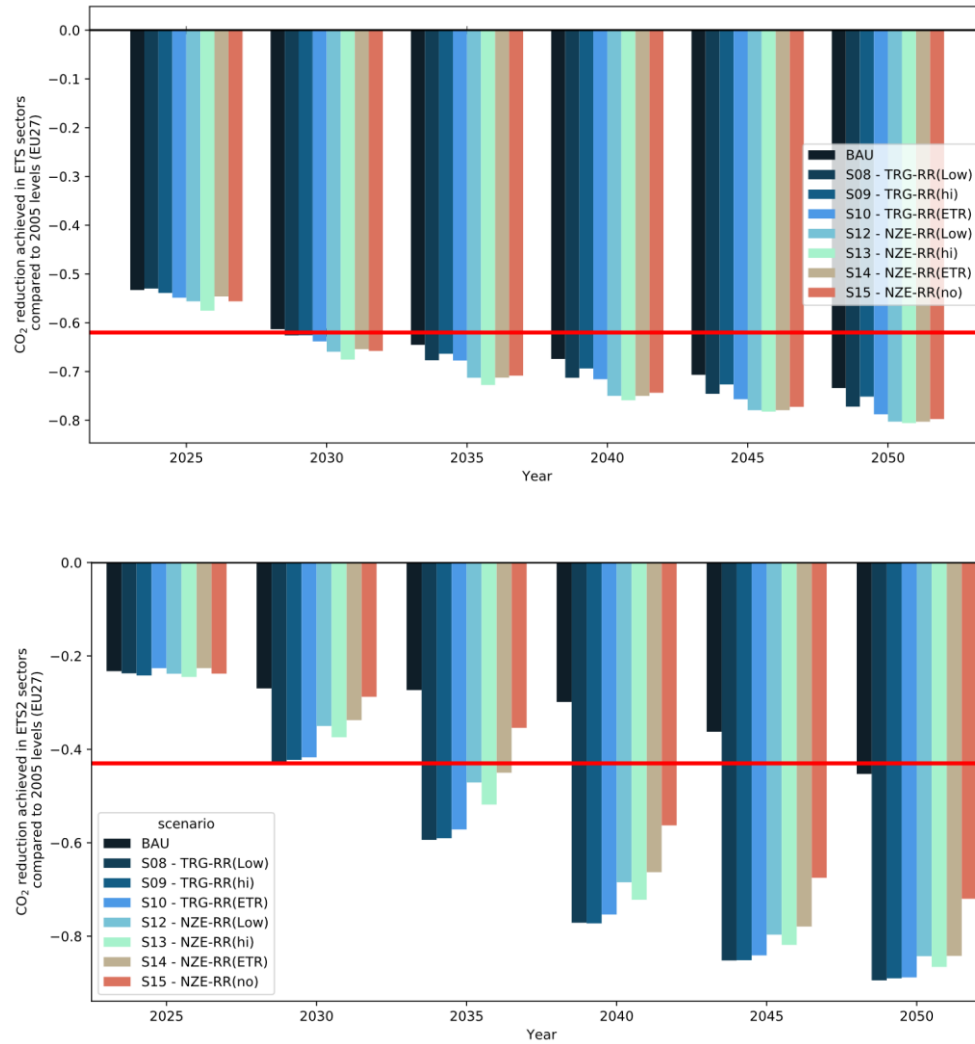 CO₂ reduction achieved in ETS sectors
compared to 2005 levels (EU27)
0.0
−0.1
−0.2
−0.3
−0.4
−0.5
−0.6
−0.7
−0.8
BAU
S08 - TRG-RR(Low)
S09 - TRG-RR(hi)
S10 - TRG-RR(ETR)
S12 - NZE-RR(Low)
S13 - NZE-RR(hi)
S14 - NZE-RR(ETR)
S15 - NZE-RR(no)
2025 2030 2035 2040 2045 2050
Year
CO₂ reduction achieved in ETS2 sectors
compared to 2005 levels (EU27)
0.0
−0.2
−0.4
−0.6
−0.8
scenario
BAU
S08 - TRG-RR(Low)
S09 - TRG-RR(hi)
S10 - TRG-RR(ETR)
S12 - NZE-RR(Low)
S13 - NZE-RR(hi)
S14 - NZE-RR(ETR)
S15 - NZE-RR(no)
2025 2030 2035 2040 2045 2050
Year